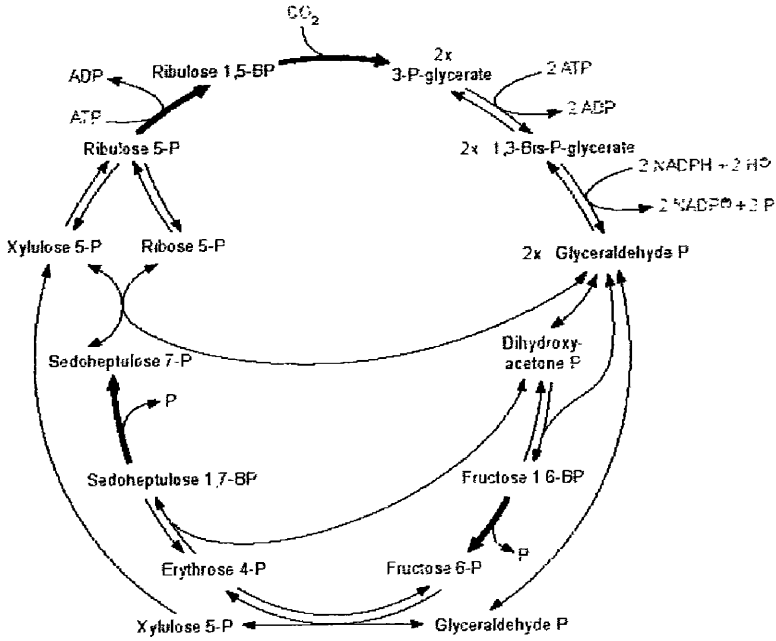 CO2
Ribulose 1,5-BP
2x
3-P-glycerate
ADP
ATP
2 ATP
2 ADP
Ribulose 5-P
2x 1,3-Bis-P-glycerate
2 NADPH + 2 H⊕
2 NADP⊕ + 2 P
Xylulose 5-P
Ribose 5-P
2x Glyceraldehyde P
Sedoheptulose 7-P
Dihydroxy-
acetone P
P
Sedoheptulose 1,7-BP
Fructose 1,6-BP
P
Erythrose 4-P
Fructose 6-P
Xylulose 5-P
Glyceraldehyde P